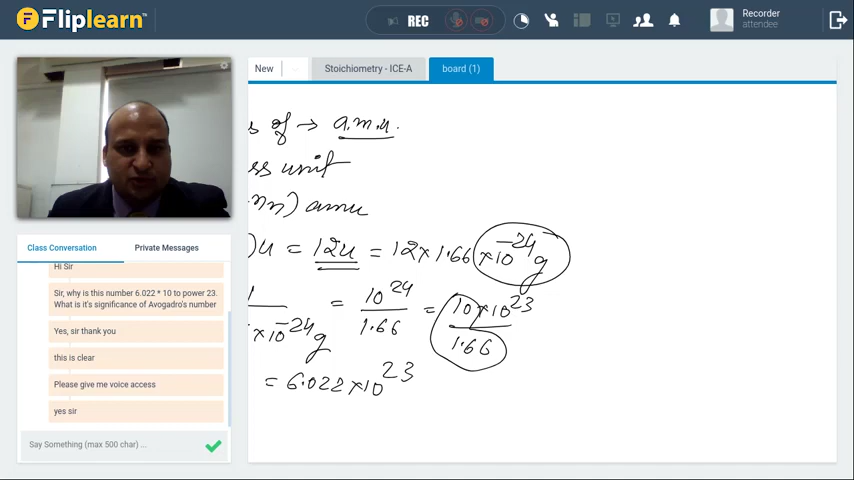 Fliplearn™
REC
Recorder
attendee
New
Stoichiometry - ICE-A
board (1)
s of → a.m.u.
ss unit
nn) amu
)u = 12u = 12 × 1.66 × 10⁻²⁴ g
1 / × 10⁻²⁴ g = 10²⁴ / 1.66 = 10 × 10²³ / 1.66
= 6.022 × 10²³
Class Conversation
Private Messages
Hi Sir
Sir, why is this number 6.022 * 10 to power 23.
What is it's significance of Avogadro's number
Yes, sir thank you
this is clear
Please give me voice access
yes sir
Say Something (max 500 char) ...